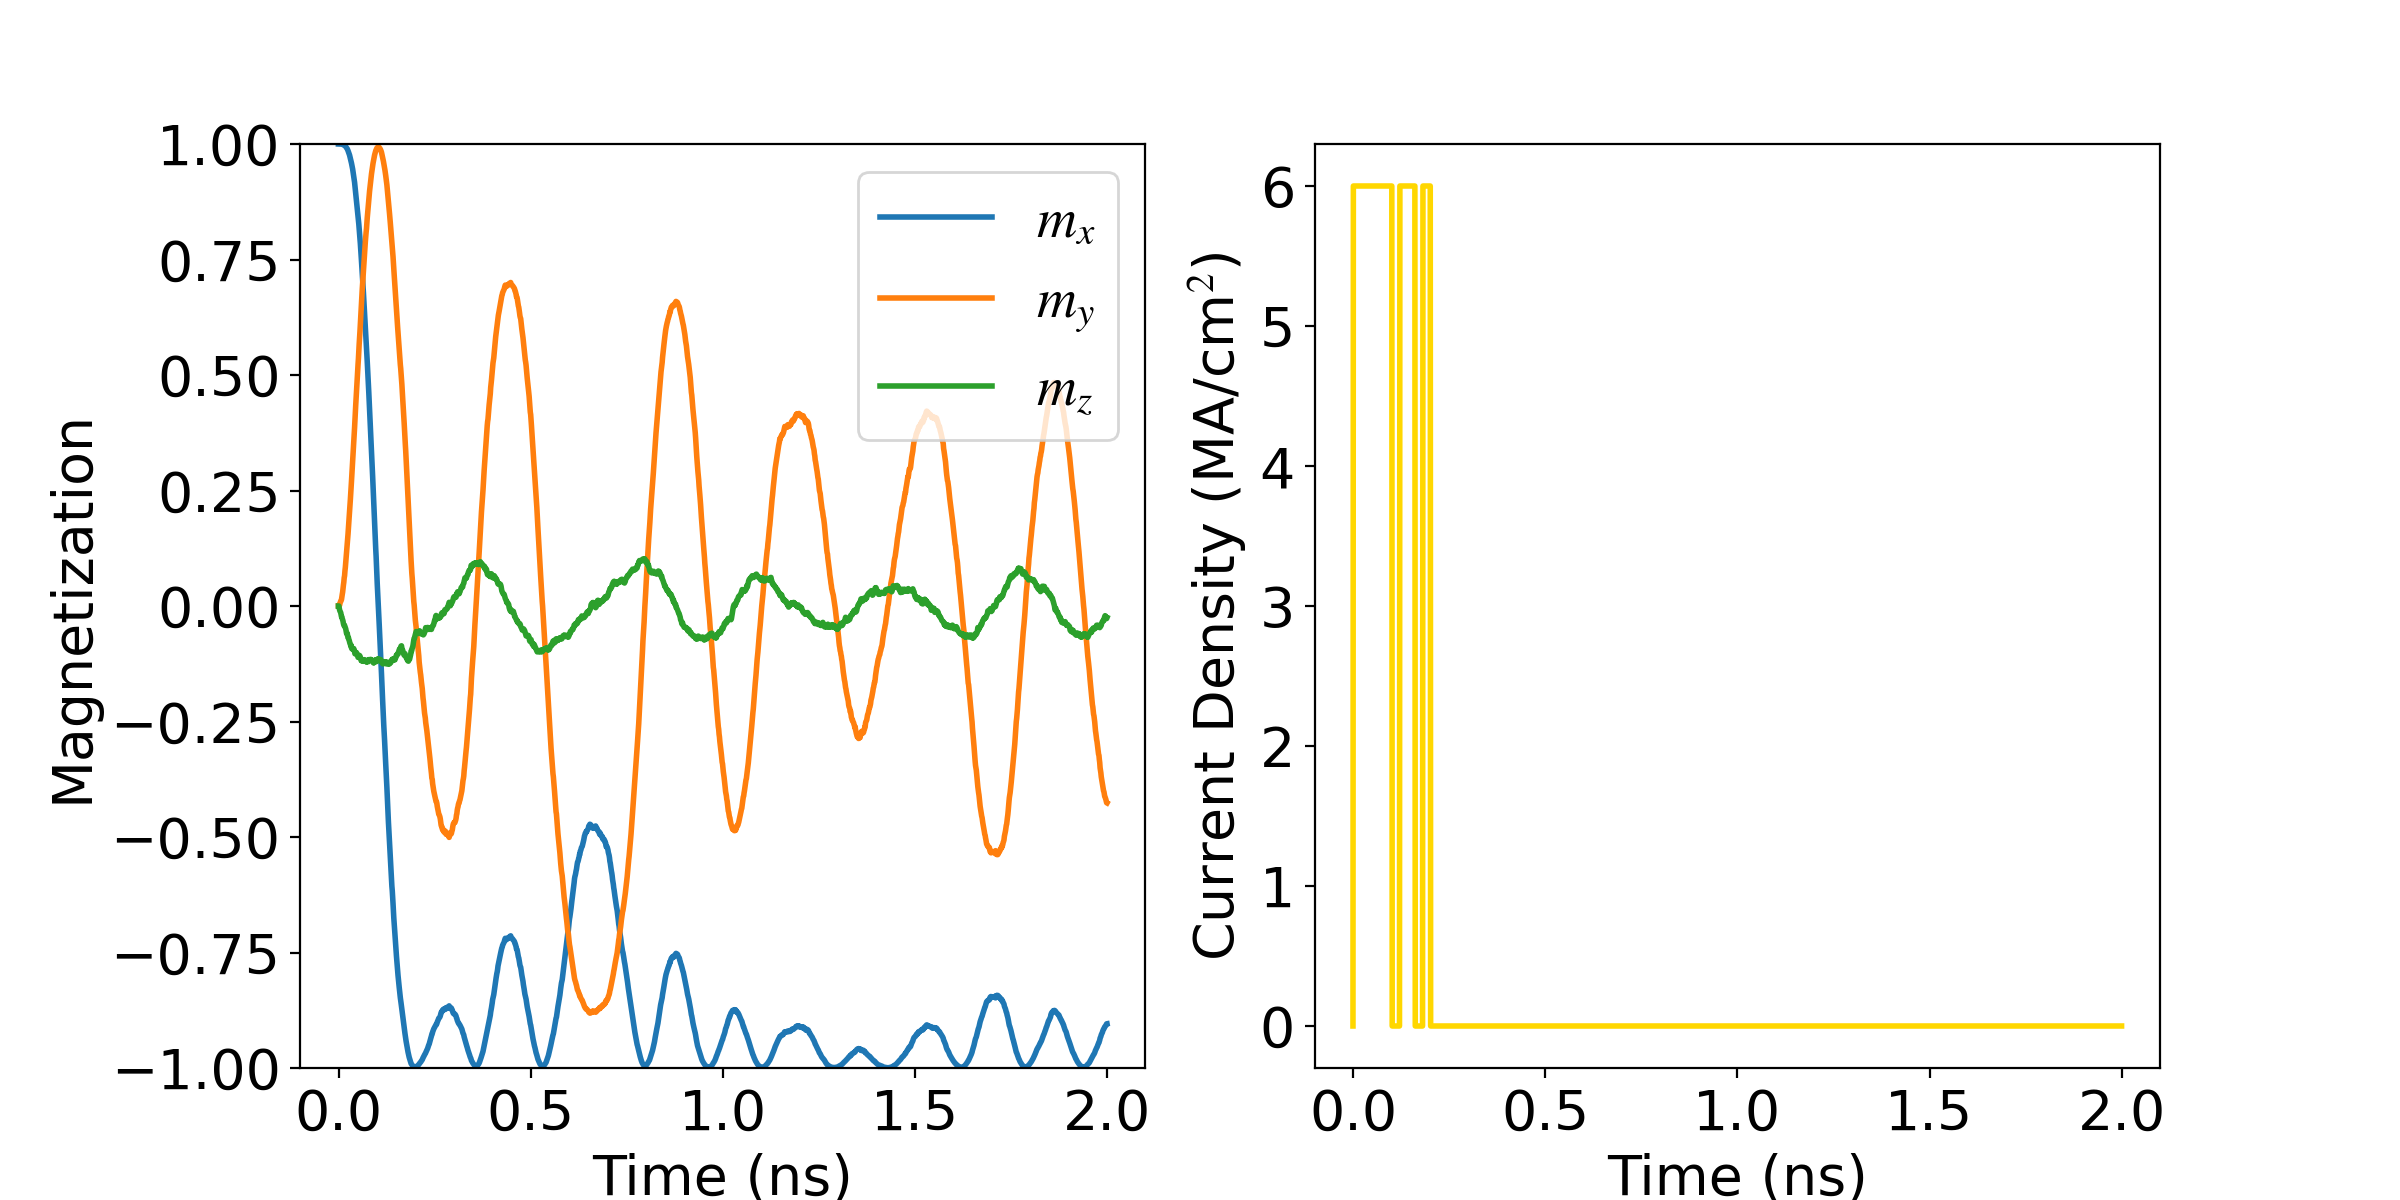 1.00
0.75
0.50
0.25
0.00
−0.25
−0.50
−0.75
−1.00
Magnetization
0.0 0.5 1.0 1.5 2.0
Time (ns)
mₓ
m_y
m_z
6
5
4
3
2
1
0
Current Density (MA/cm²)
0.0 0.5 1.0 1.5 2.0
Time (ns)